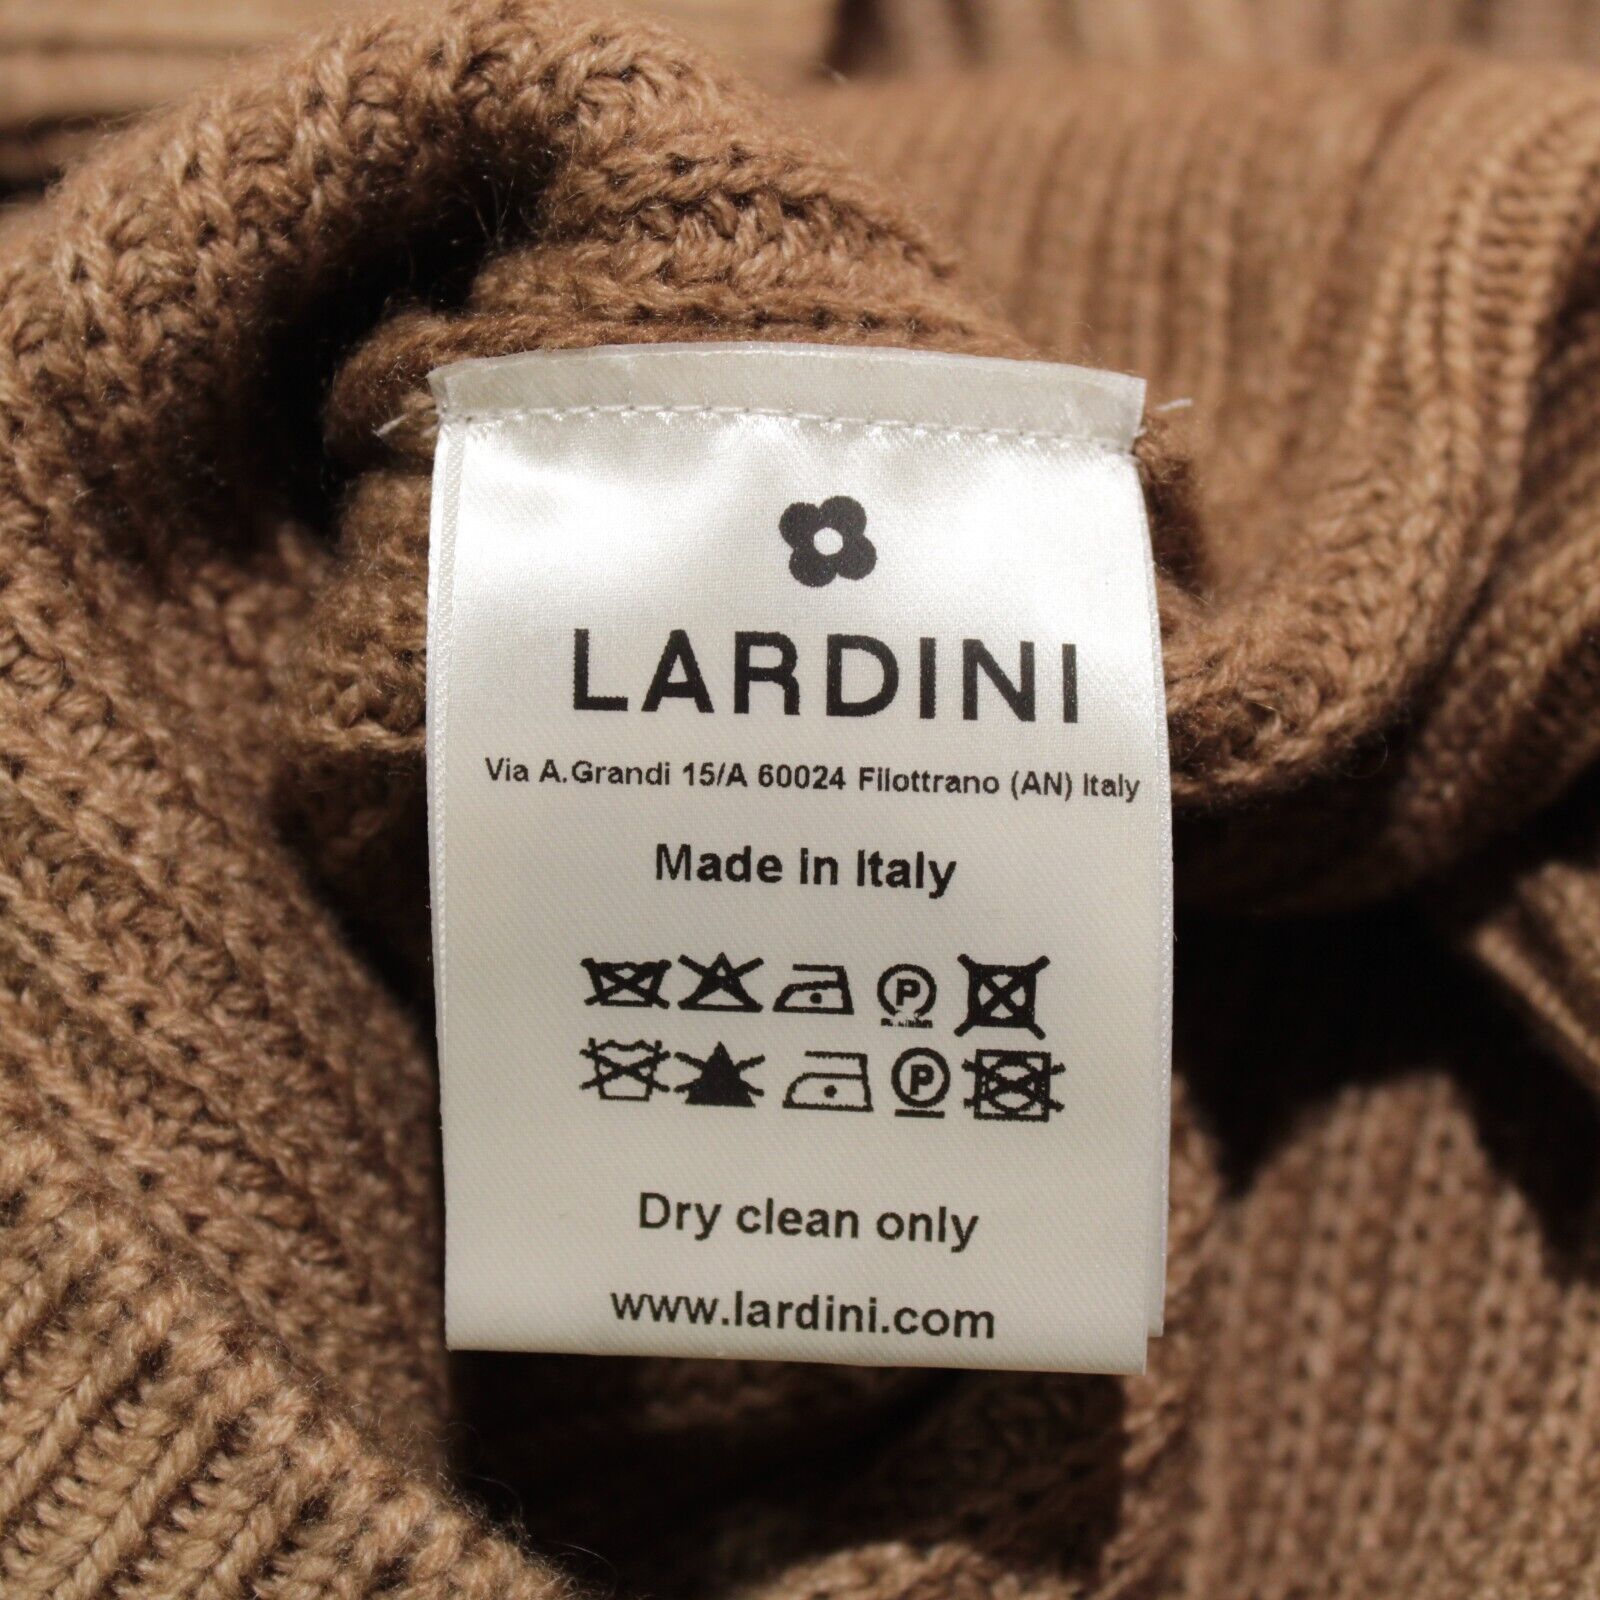 LARDINI
Via A.Grandi 15/A 60024 Filottrano (AN) Italy
Made in Italy
P
P
Dry clean only
www.lardini.com